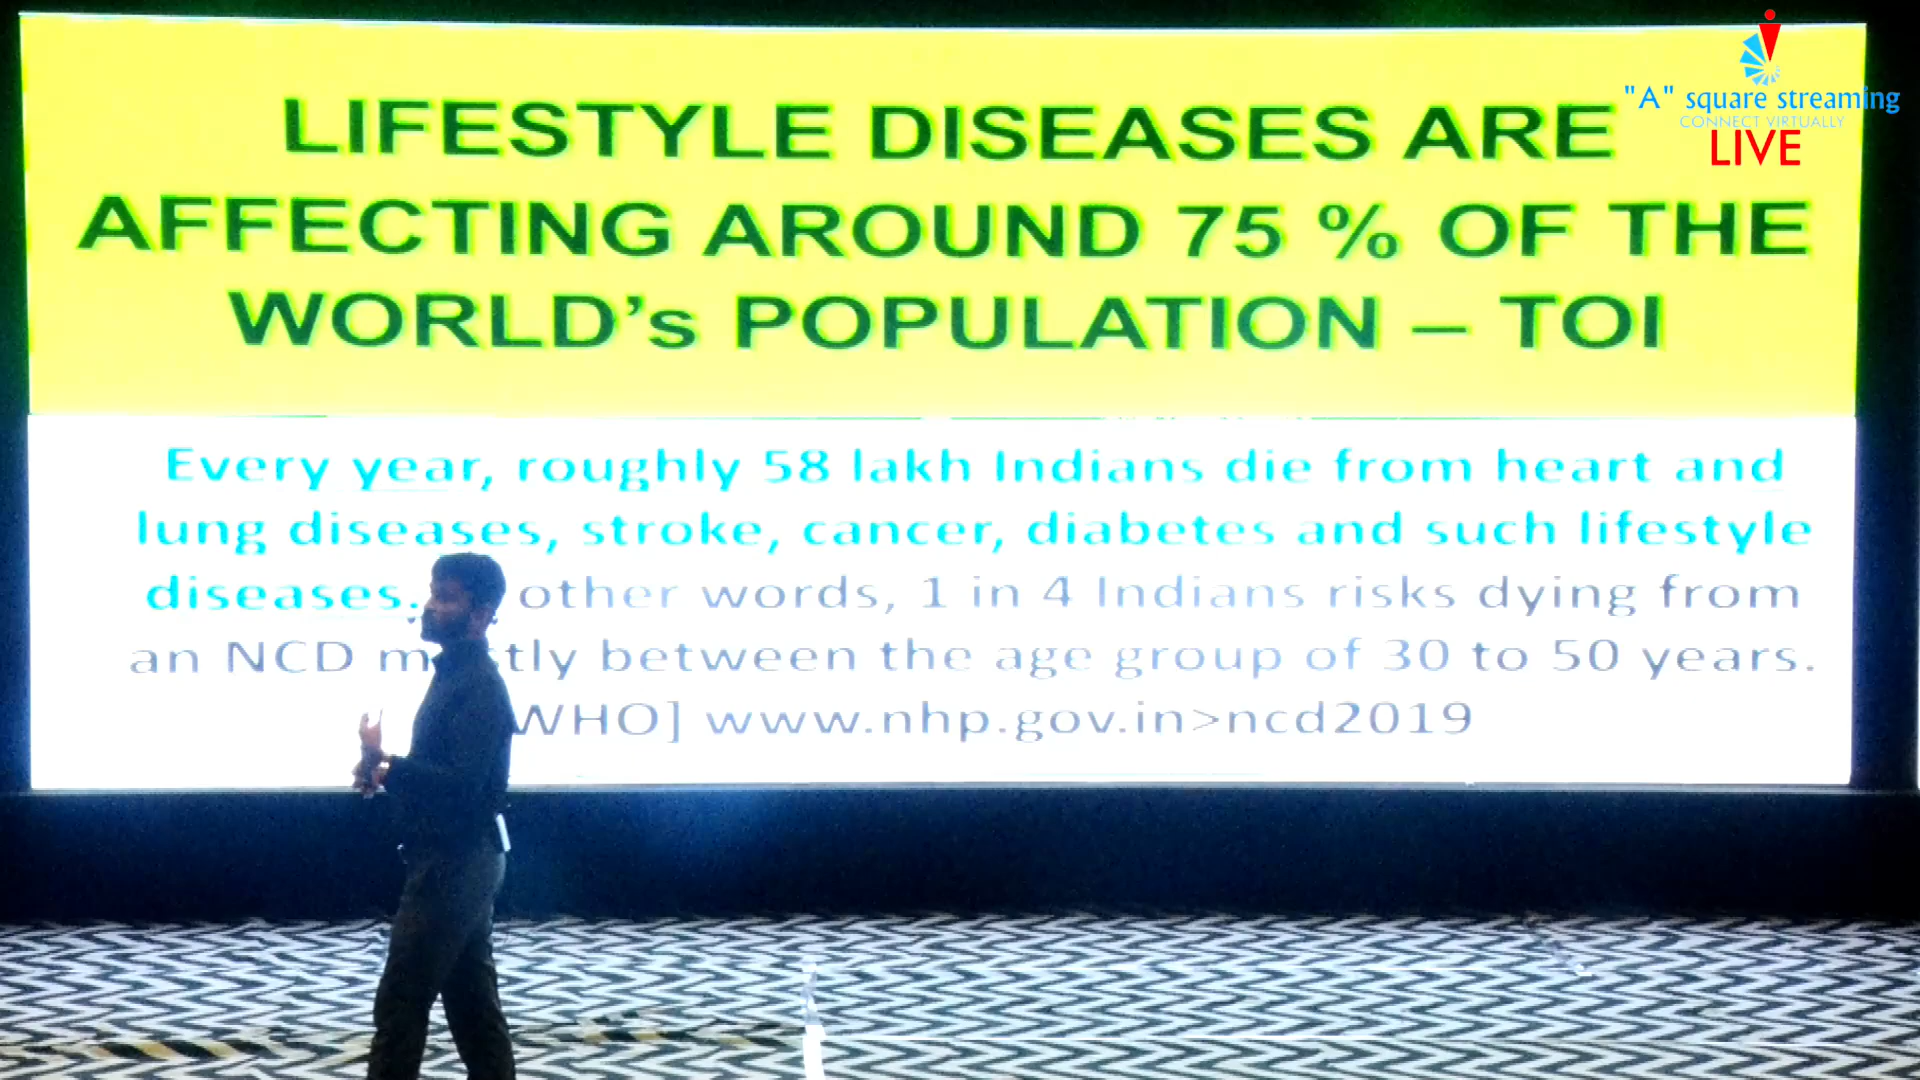 LIFESTYLE DISEASES ARE
AFFECTING AROUND 75 % OF THE
WORLD's POPULATION – TOI
"A" square streaming
CONNECT VIRTUALLY
LIVE
Every year, roughly 58 lakh Indians die from heart and
lung diseases, stroke, cancer, diabetes and such lifestyle
diseases. other words, 1 in 4 Indians risks dying from
an NCD between the age group of 30 to 50 years.
WHO] www.nhp.gov.in>ncd2019